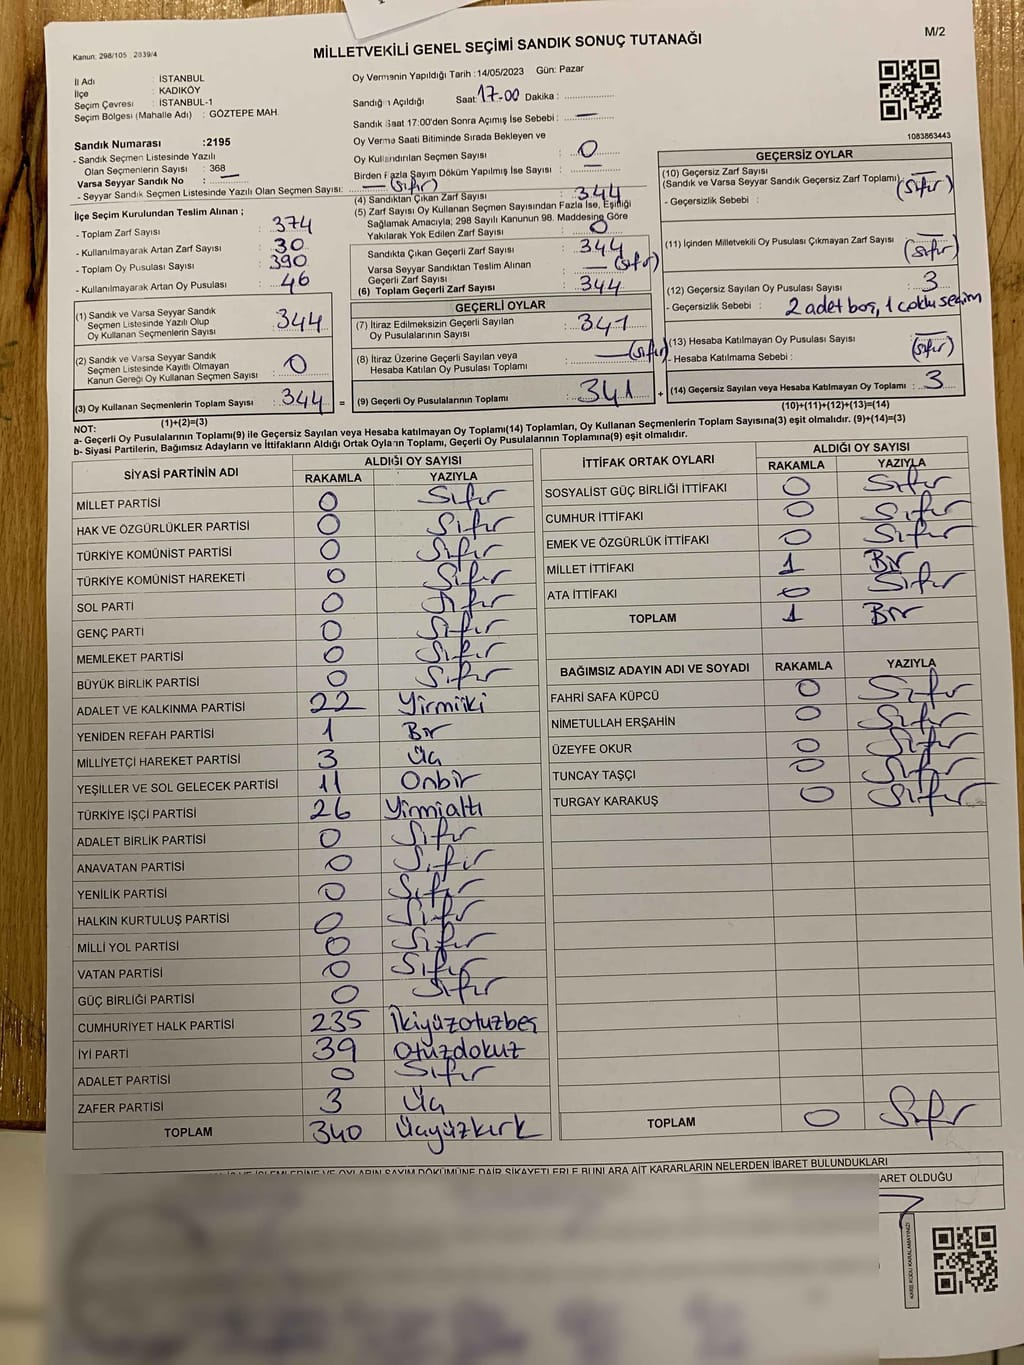 M/2
Kanun: 298/105 2839/4
MİLLETVEKİLİ GENEL SEÇİMİ SANDIK SONUÇ TUTANAĞI
İl Adı : İSTANBUL
İlçe : KADIKÖY
Seçim Çevresi : İSTANBUL-1
Seçim Bölgesi (Mahalle Adı) : GÖZTEPE MAH.
Sandık Numarası :2195
- Sandık Seçmen Listesinde Yazılı
Olan Seçmenlerin Sayısı : 368
Varsa Seyyar Sandık No : —
- Seyyar Sandık Seçmen Listesinde Yazılı Olan Seçmen Sayısı: — (Sıfır)
İlçe Seçim Kurulundan Teslim Alınan ;
- Toplam Zarf Sayısı : 374
- Kullanılmayarak Artan Zarf Sayısı : 30
- Toplam Oy Pusulası Sayısı : 390
- Kullanılmayarak Artan Oy Pusulası : 46
(1) Sandık ve Varsa Seyyar Sandık
Seçmen Listesinde Yazılı Olup
Oy Kullanan Seçmenlerin Sayısı : 344
(2) Sandık ve Varsa Seyyar Sandık
Seçmen Listesinde Kayıtlı Olmayan
Kanun Gereği Oy Kullanan Seçmen Sayısı : 0
(3) Oy Kullanan Seçmenlerin Toplam Sayısı : 344 =
(1)+(2)=(3)
Oy Vermenin Yapıldığı Tarih :14/05/2023 Gün: Pazar
Sandığın Açıldığı Saat: 17.00 Dakika :
Sandık Saat 17:00'den Sonra Açımış İse Sebebi : —
Oy Verme Saati Bitiminde Sırada Bekleyen ve
Oy Kullandırılan Seçmen Sayısı : 0
Birden Fazla Sayım Döküm Yapılmış İse Sayısı : —
(4) Sandıktan Çıkan Zarf Sayısı : 344
(5) Zarf Sayısı Oy Kullanan Seçmen Sayısından Fazla İse, Eşitliği
Sağlamak Amacıyla; 298 Sayılı Kanunun 98. Maddesine Göre
Yakılarak Yok Edilen Zarf Sayısı : 0
Sandıkta Çıkan Geçerli Zarf Sayısı : 344
Varsa Seyyar Sandıktan Teslim Alınan
Geçerli Zarf Sayısı : — (Sıfır)
(6) Toplam Geçerli Zarf Sayısı : 344
GEÇERLİ OYLAR
(7) İtiraz Edilmeksizin Geçerli Sayılan
Oy Pusulalarının Sayısı : 341
(8) İtiraz Üzerine Geçerli Sayılan veya
Hesaba Katılan Oy Pusulası Toplamı : — (Sıfır)
(9) Geçerli Oy Pusulalarının Toplamı : 341 +
1083863443
GEÇERSİZ OYLAR
(10) Geçersiz Zarf Sayısı
(Sandık ve Varsa Seyyar Sandık Geçersiz Zarf Toplamı) : — (Sıfır)
- Geçersizlik Sebebi :
(11) İçinden Milletvekili Oy Pusulası Çıkmayan Zarf Sayısı : — (Sıfır)
(12) Geçersiz Sayılan Oy Pusulası Sayısı : 3
- Geçersizlik Sebebi : 2 adet boş, 1 çoklu seçim
(13) Hesaba Katılmayan Oy Pusulası Sayısı : —
- Hesaba Katılmama Sebebi : (Sıfır)
(14) Geçersiz Sayılan veya Hesaba Katılmayan Oy Toplamı : 3
(10)+(11)+(12)+(13)=(14)
NOT:
a- Geçerli Oy Pusulalarının Toplamı(9) ile Geçersiz Sayılan veya Hesaba katılmayan Oy Toplamı(14) Toplamları, Oy Kullanan Seçmenlerin Toplam Sayısına(3) eşit olmalıdır. (9)+(14)=(3)
b- Siyasi Partilerin, Bağımsız Adayların ve İttifakların Aldığı Ortak Oyların Toplamı, Geçerli Oy Pusulalarının Toplamına(9) eşit olmalıdır.
SİYASİ PARTİNİN ADI ALDIĞI OY SAYISI
RAKAMLA YAZIYLA
MİLLET PARTİSİ 0 Sıfır
HAK VE ÖZGÜRLÜKLER PARTİSİ 0 Sıfır
TÜRKİYE KOMÜNİST PARTİSİ 0 Sıfır
TÜRKİYE KOMÜNİST HAREKETİ 0 Sıfır
SOL PARTİ 0 Sıfır
GENÇ PARTİ 0 Sıfır
MEMLEKET PARTİSİ 0 Sıfır
BÜYÜK BİRLİK PARTİSİ 0 Sıfır
ADALET VE KALKINMA PARTİSİ 22 Yirmiiki
YENİDEN REFAH PARTİSİ 1 Bir
MİLLİYETÇİ HAREKET PARTİSİ 3 Üç
YEŞİLLER VE SOL GELECEK PARTİSİ 11 Onbir
TÜRKİYE İŞÇİ PARTİSİ 26 Yirmialtı
ADALET BİRLİK PARTİSİ 0 Sıfır
ANAVATAN PARTİSİ 0 Sıfır
YENİLİK PARTİSİ 0 Sıfır
HALKIN KURTULUŞ PARTİSİ 0 Sıfır
MİLLİ YOL PARTİSİ 0 Sıfır
VATAN PARTİSİ 0 Sıfır
GÜÇ BİRLİĞİ PARTİSİ 0 Sıfır
CUMHURİYET HALK PARTİSİ 235 İkiyüzotuzbeş
İYİ PARTİ 39 Otuzdokuz
ADALET PARTİSİ 0 Sıfır
ZAFER PARTİSİ 3 Üç
TOPLAM 340 Üçyüzkırk
İTTİFAK ORTAK OYLARI ALDIĞI OY SAYISI
RAKAMLA YAZIYLA
SOSYALİST GÜÇ BİRLİĞİ İTTİFAKI 0 Sıfır
CUMHUR İTTİFAKI 0 Sıfır
EMEK VE ÖZGÜRLÜK İTTİFAKI 0 Sıfır
MİLLET İTTİFAKI 1 Bir
ATA İTTİFAKI 0 Sıfır
TOPLAM 1 Bir
BAĞIMSIZ ADAYIN ADI VE SOYADI RAKAMLA YAZIYLA
FAHRİ SAFA KÜPCÜ 0 Sıfır
NİMETULLAH ERŞAHİN 0 Sıfır
ÜZEYFE OKUR 0 Sıfır
TUNCAY TAŞÇI 0 Sıfır
TURGAY KARAKUŞ 0 Sıfır
TOPLAM 0 Sıfır
İŞLEMLERİNE VE OYLARIN SAYIM DÖKÜMÜNE DAİR ŞİKAYETLERLE BUNLARA AİT KARARLARIN NELERDEN İBARET BULUNDUKLARI
ARET OLDUĞU
KARE KODU KARALAMAYINIZ!